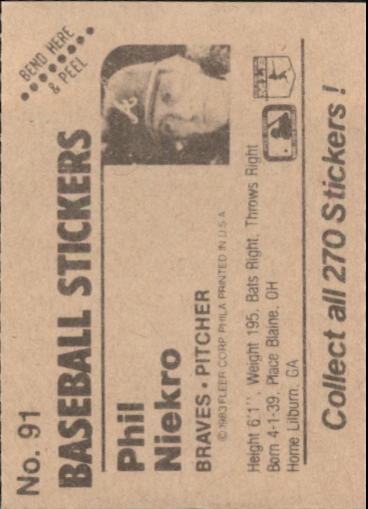 No. 91
BEND HERE
& PEEL
BASEBALL STICKERS
Phil
Niekro
BRAVES • PITCHER
© 1983 FLEER CORP. PHILA. PRINTED IN U.S.A.
Height 6'1", Weight 195, Bats Right, Throws Right
Born 4-1-39, Place Blaine, OH
Home Lilburn, GA
Collect all 270 Stickers!